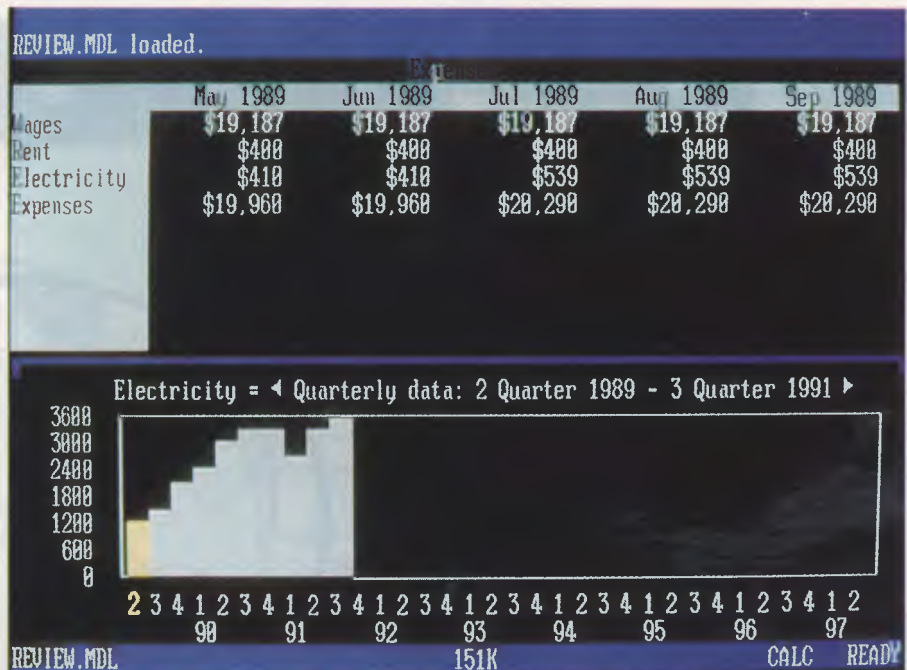 REVIEW.MDL loaded.
Expenses
May 1989 Jun 1989 Jul 1989 Aug 1989 Sep 1989
Wages $19,187 $19,187 $19,187 $19,187 $19,187
Rent $400 $400 $400 $400 $400
Electricity $410 $410 $539 $539 $539
Expenses $19,960 $19,960 $20,290 $20,290 $20,290
Electricity = ◄ Quarterly data: 2 Quarter 1989 - 3 Quarter 1991 ►
3600
3000
2400
1800
1200
600
0
2 3 4 1 2 3 4 1 2 3 4 1 2 3 4 1 2 3 4 1 2 3 4 1 2 3 4 1 2 3 4 1 2
90 91 92 93 94 95 96 97
REVIEW.MDL 151K CALC READY